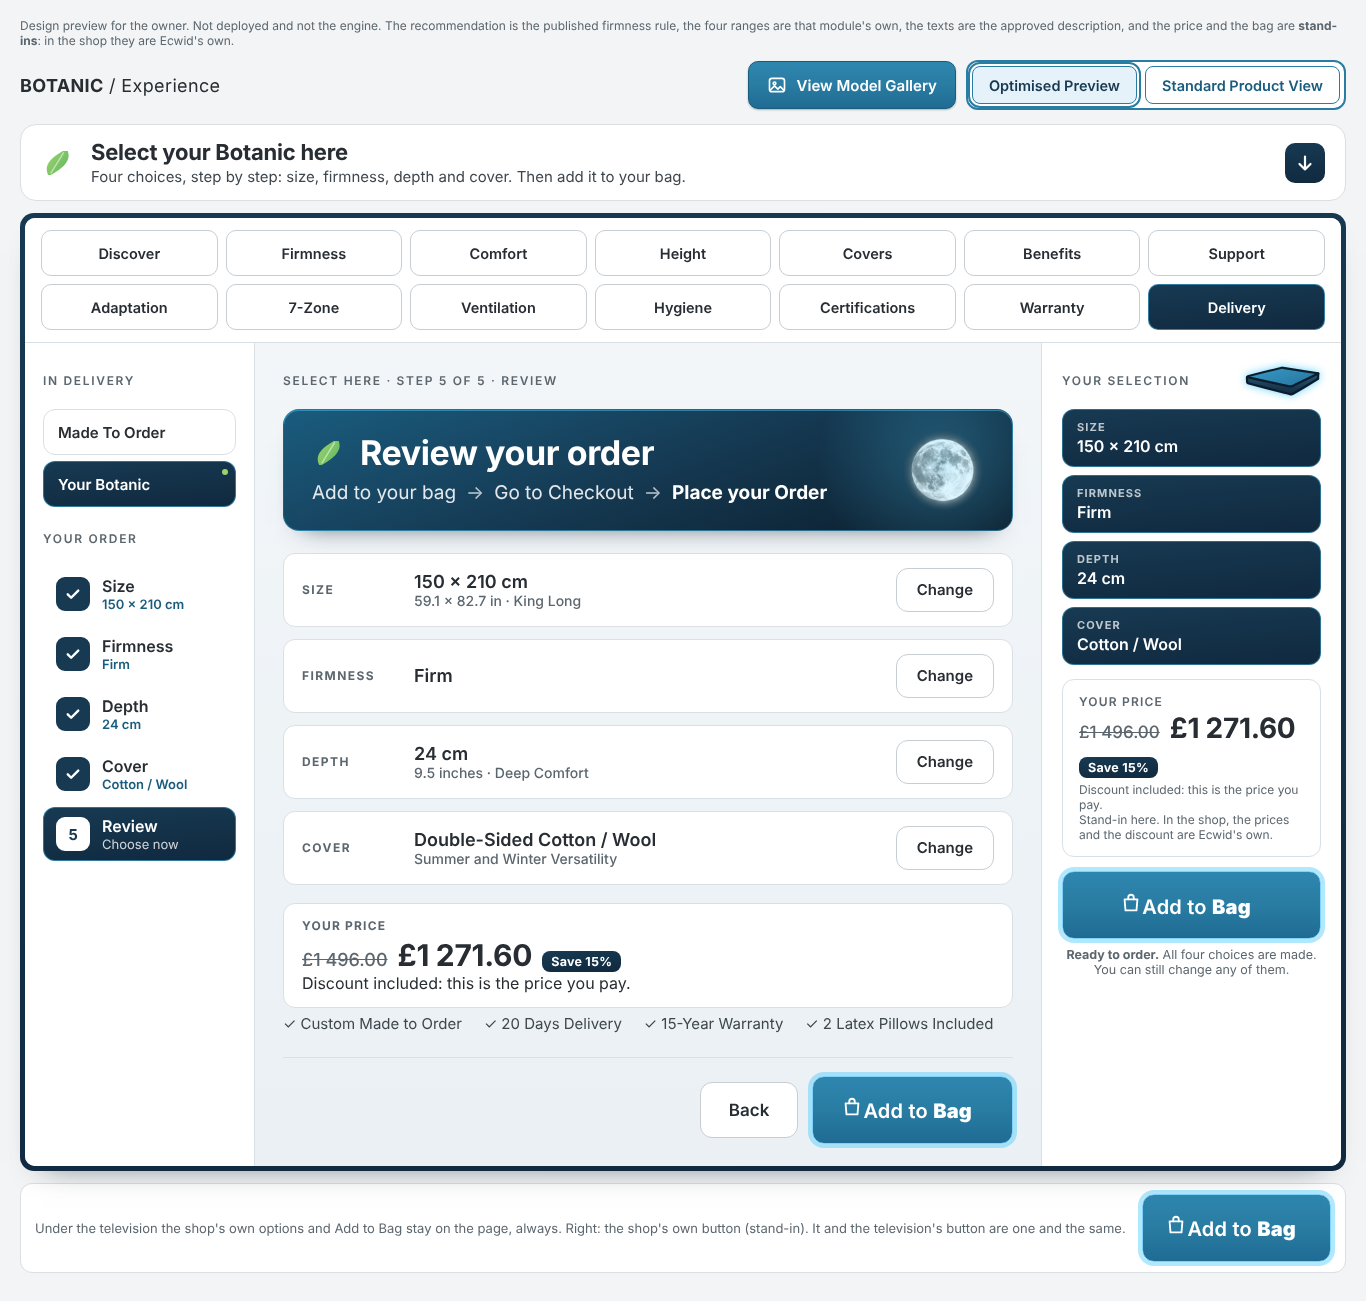 Design preview for the owner. Not deployed and not the engine. The recommendation is the published firmness rule, the four ranges are that module's own, the texts are the approved description, and the price and the bag are stand-
ins: in the shop they are Ecwid's own.
BOTANIC / Experience
View Model Gallery
Optimised Preview
Standard Product View
Select your Botanic here
Four choices, step by step: size, firmness, depth and cover. Then add it to your bag.
Discover
Firmness
Comfort
Height
Covers
Benefits
Support
Adaptation
7-Zone
Ventilation
Hygiene
Certifications
Warranty
Delivery
IN DELIVERY
Made To Order
Your Botanic
YOUR ORDER
Size
150 × 210 cm
Firmness
Firm
Depth
24 cm
Cover
Cotton / Wool
5
Review
Choose now
SELECT HERE · STEP 5 OF 5 · REVIEW
Review your order
Add to your bag → Go to Checkout → Place your Order
SIZE
150 × 210 cm
59.1 × 82.7 in · King Long
Change
FIRMNESS
Firm
Change
DEPTH
24 cm
9.5 inches · Deep Comfort
Change
COVER
Double-Sided Cotton / Wool
Summer and Winter Versatility
Change
YOUR PRICE
£1 496.00 £1 271.60 Save 15%
Discount included: this is the price you pay.
✓ Custom Made to Order ✓ 20 Days Delivery ✓ 15-Year Warranty ✓ 2 Latex Pillows Included
Back
Add to Bag
YOUR SELECTION
SIZE
150 × 210 cm
FIRMNESS
Firm
DEPTH
24 cm
COVER
Cotton / Wool
YOUR PRICE
£1 496.00 £1 271.60
Save 15%
Discount included: this is the price you
pay.
Stand-in here. In the shop, the prices
and the discount are Ecwid's own.
Add to Bag
Ready to order. All four choices are made.
You can still change any of them.
Under the television the shop's own options and Add to Bag stay on the page, always. Right: the shop's own button (stand-in). It and the television's button are one and the same.
Add to Bag